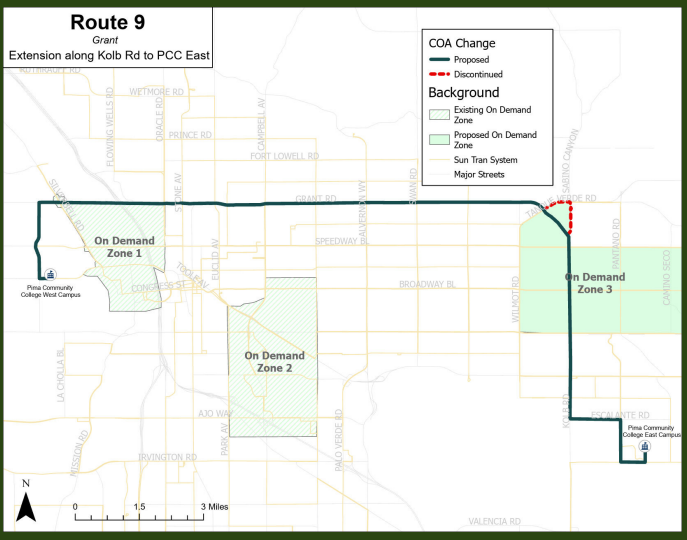 Route 9
Grant
Extension along Kolb Rd to PCC East
COA Change
Proposed
Discontinued
Background
Existing On Demand
Zone
Proposed On Demand
Zone
Sun Tran System
Major Streets
RUTHRAUFF RD
WETMORE RD
FLOWING WELLS RD
ORACLE RD
PRINCE RD
CAMPBELL AV
FORT LOWELL RD
SABINO CANYON
SILVERBELL RD
STONE AV
GRANT RD
ALVERNON WY
SWAN RD
TANQUE VERDE RD
On Demand
Zone 1
EUCLID AV
SPEEDWAY BL
PANTANO RD
Pima Community
College West Campus
TOOLE AV
CONGRESS ST
BROADWAY BL
WILMOT RD
On Demand
Zone 3
CAMINO SECO
LA CHOLLA BL
On Demand
Zone 2
AJO WAY
KOLB RD
ESCALANTE RD
Pima Community
College East Campus
MISSION RD
PARK AV
PALO VERDE RD
IRVINGTON RD
VALENCIA RD
N
0 1.5 3 Miles